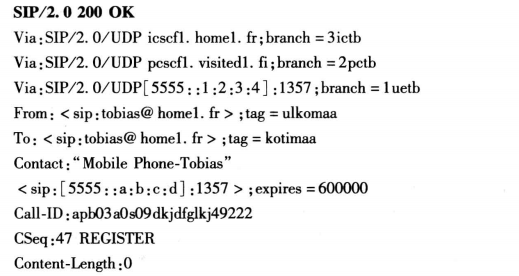 SIP/2.0 200 OK
Via:SIP/2.0/UDP icscf1.home1.fr;branch=3ictb
Via:SIP/2.0/UDP pcscf1.visited1.fi;branch=2pctb
Via:SIP/2.0/UDP[5555::1:2:3:4]:1357;branch=1uetb
From:<sip:tobias@home1.fr>;tag=ulkomaa
To:<sip:tobias@home1.fr>;tag=kotimaa
Contact:“Mobile Phone-Tobias”
<sip:[5555::a:b:c:d]:1357>;expires=600000
Call-ID:apb03a0s09dkjdfglkj49222
CSeq:47 REGISTER
Content-Length:0